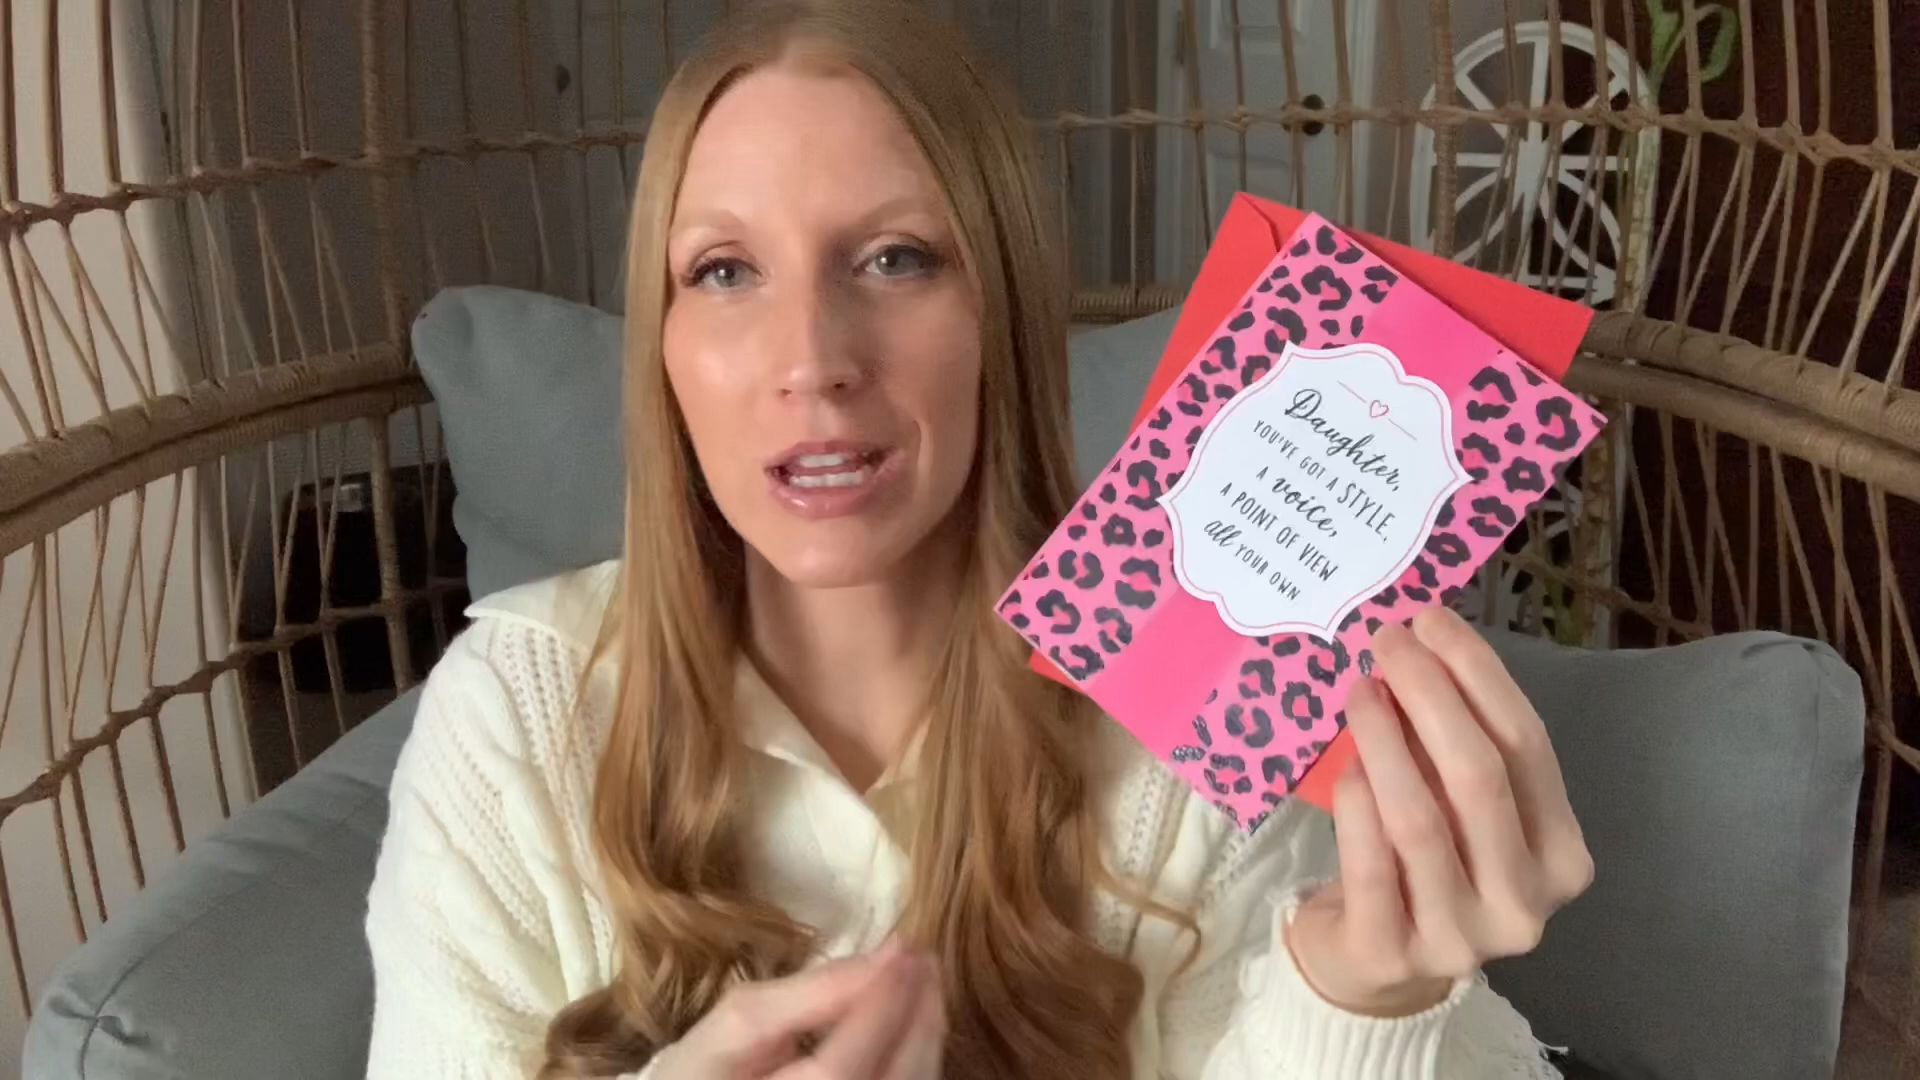 Daughter,
YOU'VE GOT A STYLE,
A voice,
A POINT OF VIEW
all YOUR OWN